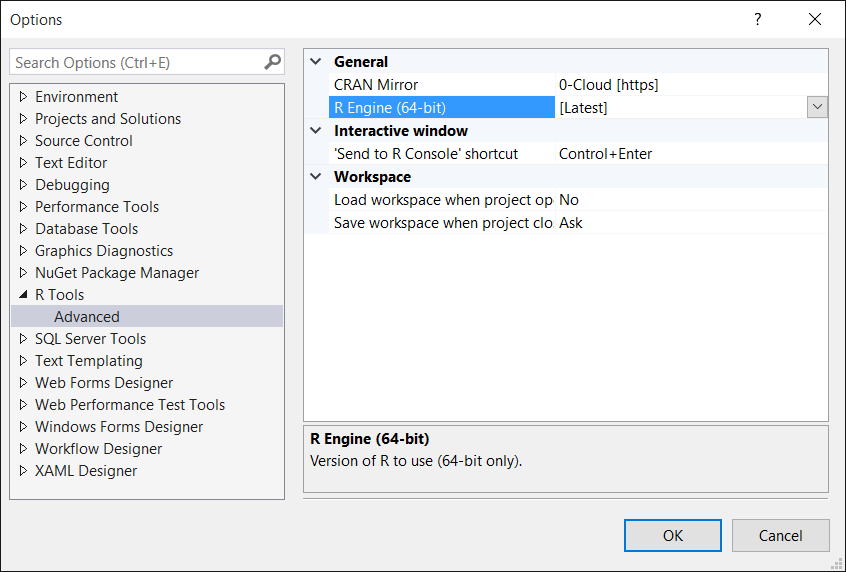 Options
?
Search Options (Ctrl+E)
Environment
Projects and Solutions
Source Control
Text Editor
Debugging
Performance Tools
Database Tools
Graphics Diagnostics
NuGet Package Manager
R Tools
Advanced
SQL Server Tools
Text Templating
Web Forms Designer
Web Performance Test Tools
Windows Forms Designer
Workflow Designer
XAML Designer
General
CRAN Mirror 0-Cloud [https]
R Engine (64-bit) [Latest]
Interactive window
'Send to R Console' shortcut Control+Enter
Workspace
Load workspace when project op No
Save workspace when project clo Ask
R Engine (64-bit)
Version of R to use (64-bit only).
OK Cancel